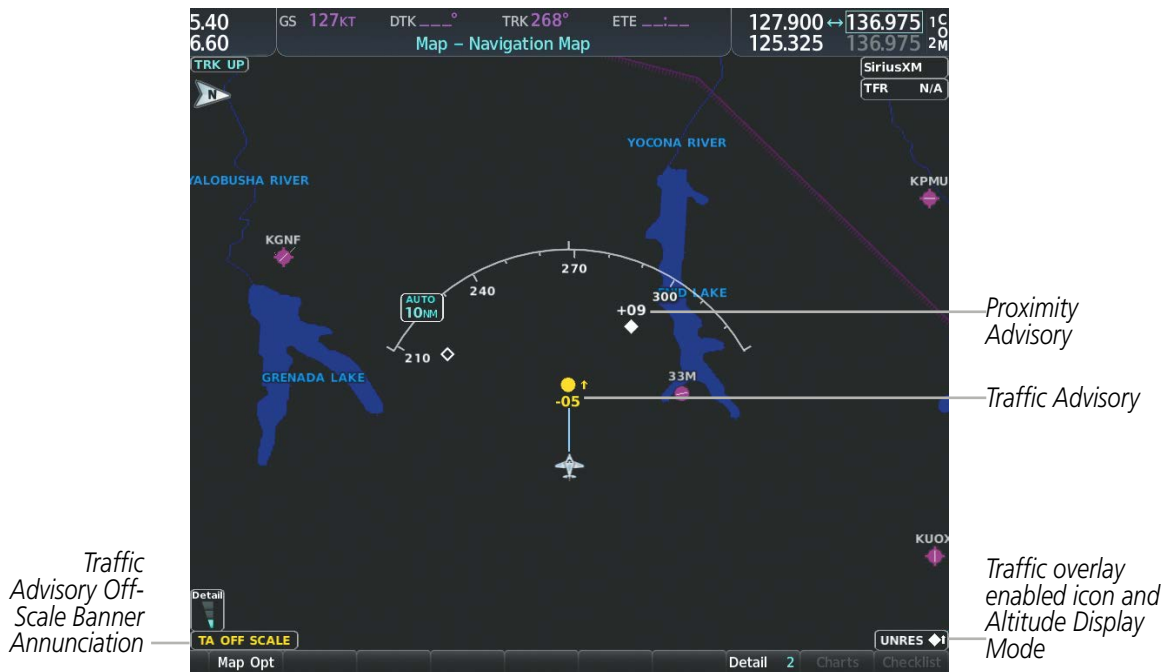 5.40 GS 127KT DTK ___° TRK 268° ETE __:__ 127.900 ↔ 136.975 1 C
6.60 Map – Navigation Map 125.325 136.975 2 O M
TRK UP
SiriusXM
N
TFR N/A
YOCONA RIVER
YALOBUSHA RIVER
KPMU
KGNF
270
240
300
LAKE
AUTO
10NM
+09
Proximity
Advisory
210
GRENADA LAKE
33M
-05
Traffic Advisory
KUOX
Traffic
Advisory Off-
Scale Banner
Annunciation
Traffic overlay
enabled icon and
Altitude Display
Mode
Detail
TA OFF SCALE
UNRES
Map Opt Detail 2 Charts Checklist